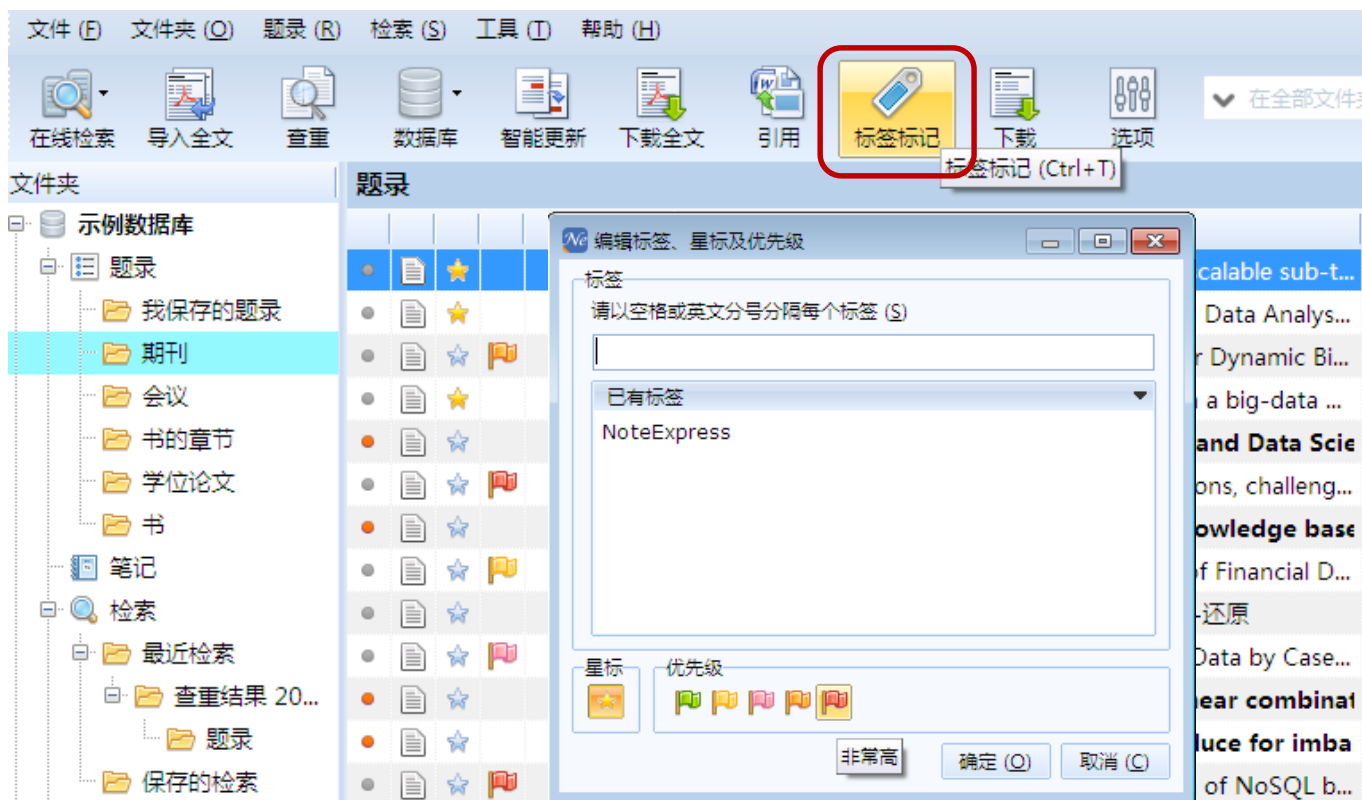 文件 (F) 文件夹 (O) 题录 (R) 检索 (S) 工具 (T) 帮助 (H)
在线检索 导入全文 查重 数据库 智能更新 下载全文 引用 标签标记 下载 选项
在全部文件
标签标记 (Ctrl+T)
文件夹
题录
示例数据库
题录
我保存的题录
期刊
会议
书的章节
学位论文
书
笔记
检索
最近检索
查重结果 20...
题录
保存的检索
Ne 编辑标签、星标及优先级
标签
请以空格或英文分号分隔每个标签 (S)
已有标签
NoteExpress
星标
优先级
非常高
确定 (O) 取消 (C)
calable sub-t...
Data Analys...
r Dynamic Bi...
a big-data ...
and Data Scie
ons, challeng...
owledge base
of Financial D...
-还原
Data by Case...
near combinat
luce for imba
of NoSQL b...